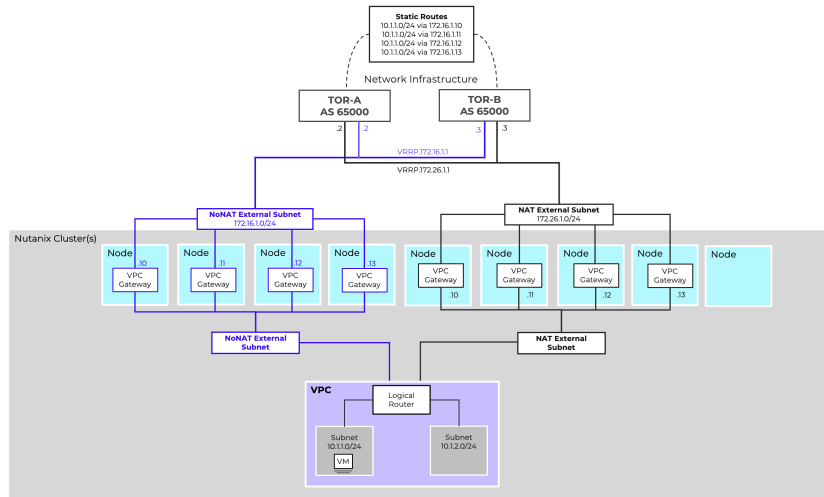 Static Routes
10.1.1.0/24 via 172.16.1.10
10.1.1.0/24 via 172.16.1.11
10.1.1.0/24 via 172.16.1.12
10.1.1.0/24 via 172.16.1.13
Network Infrastructure
TOR-A
AS 65000
TOR-B
AS 65000
.2
.2
.3
.3
VRRP.172.16.1.1
VRRP.172.26.1.1
NoNAT External Subnet
172.16.1.0/24
NAT External Subnet
172.26.1.0/24
Nutanix Cluster(s)
Node
.10
VPC
Gateway
Node
.11
VPC
Gateway
Node
.12
VPC
Gateway
Node
.13
VPC
Gateway
Node
VPC
Gateway
.10
Node
VPC
Gateway
.11
Node
VPC
Gateway
.12
Node
VPC
Gateway
.13
Node
NoNAT External
Subnet
NAT External
Subnet
VPC
Logical
Router
Subnet
10.1.1.0/24
VM
Subnet
10.1.2.0/24